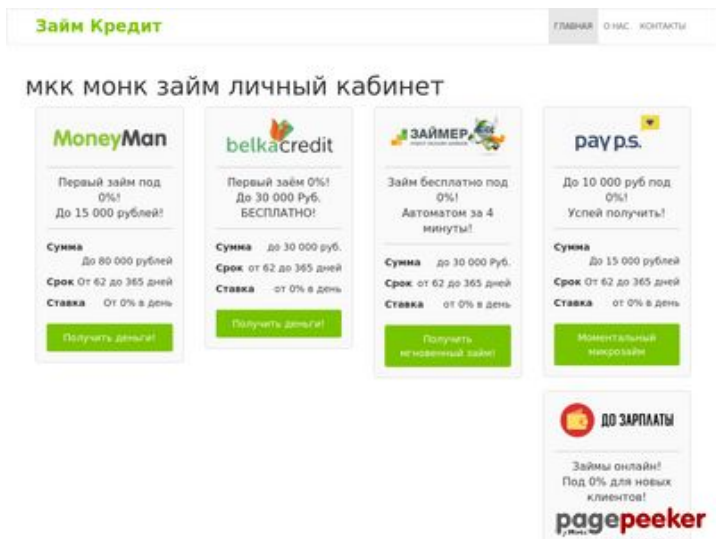 Займ Кредит
ГЛАВНАЯ О НАС. КОНТАКТЫ
мкк монк займ личный кабинет
MoneyMan
Первый займ под
0%!
До 15 000 рублей!
Сумма
До 80 000 рублей
Срок От 62 до 365 дней
Ставка От 0% в день
Получить деньги!
belkacredit
Первый заём 0%!
До 30 000 Руб.
БЕСПЛАТНО!
Сумма до 30 000 руб.
Срок от 62 до 365 дней
Ставка от 0% в день
Получить деньги!
ЗАЙМЕР
Займ бесплатно под
0%!
Автоматом за 4
минуты!
Сумма до 30 000 Руб.
Срок от 62 до 365 дней
Ставка от 0% в день
Получить
мгновенный займ!
pay p.s.
До 10 000 руб под
0%!
Успей получить!
Сумма
До 15 000 рублей
Срок От 62 до 365 дней
Ставка от 0% в день
Моментальный
микрозайм
ДО ЗАРПЛАТЫ
Займы онлайн!
Под 0% для новых
клиентов!
pagepeeker